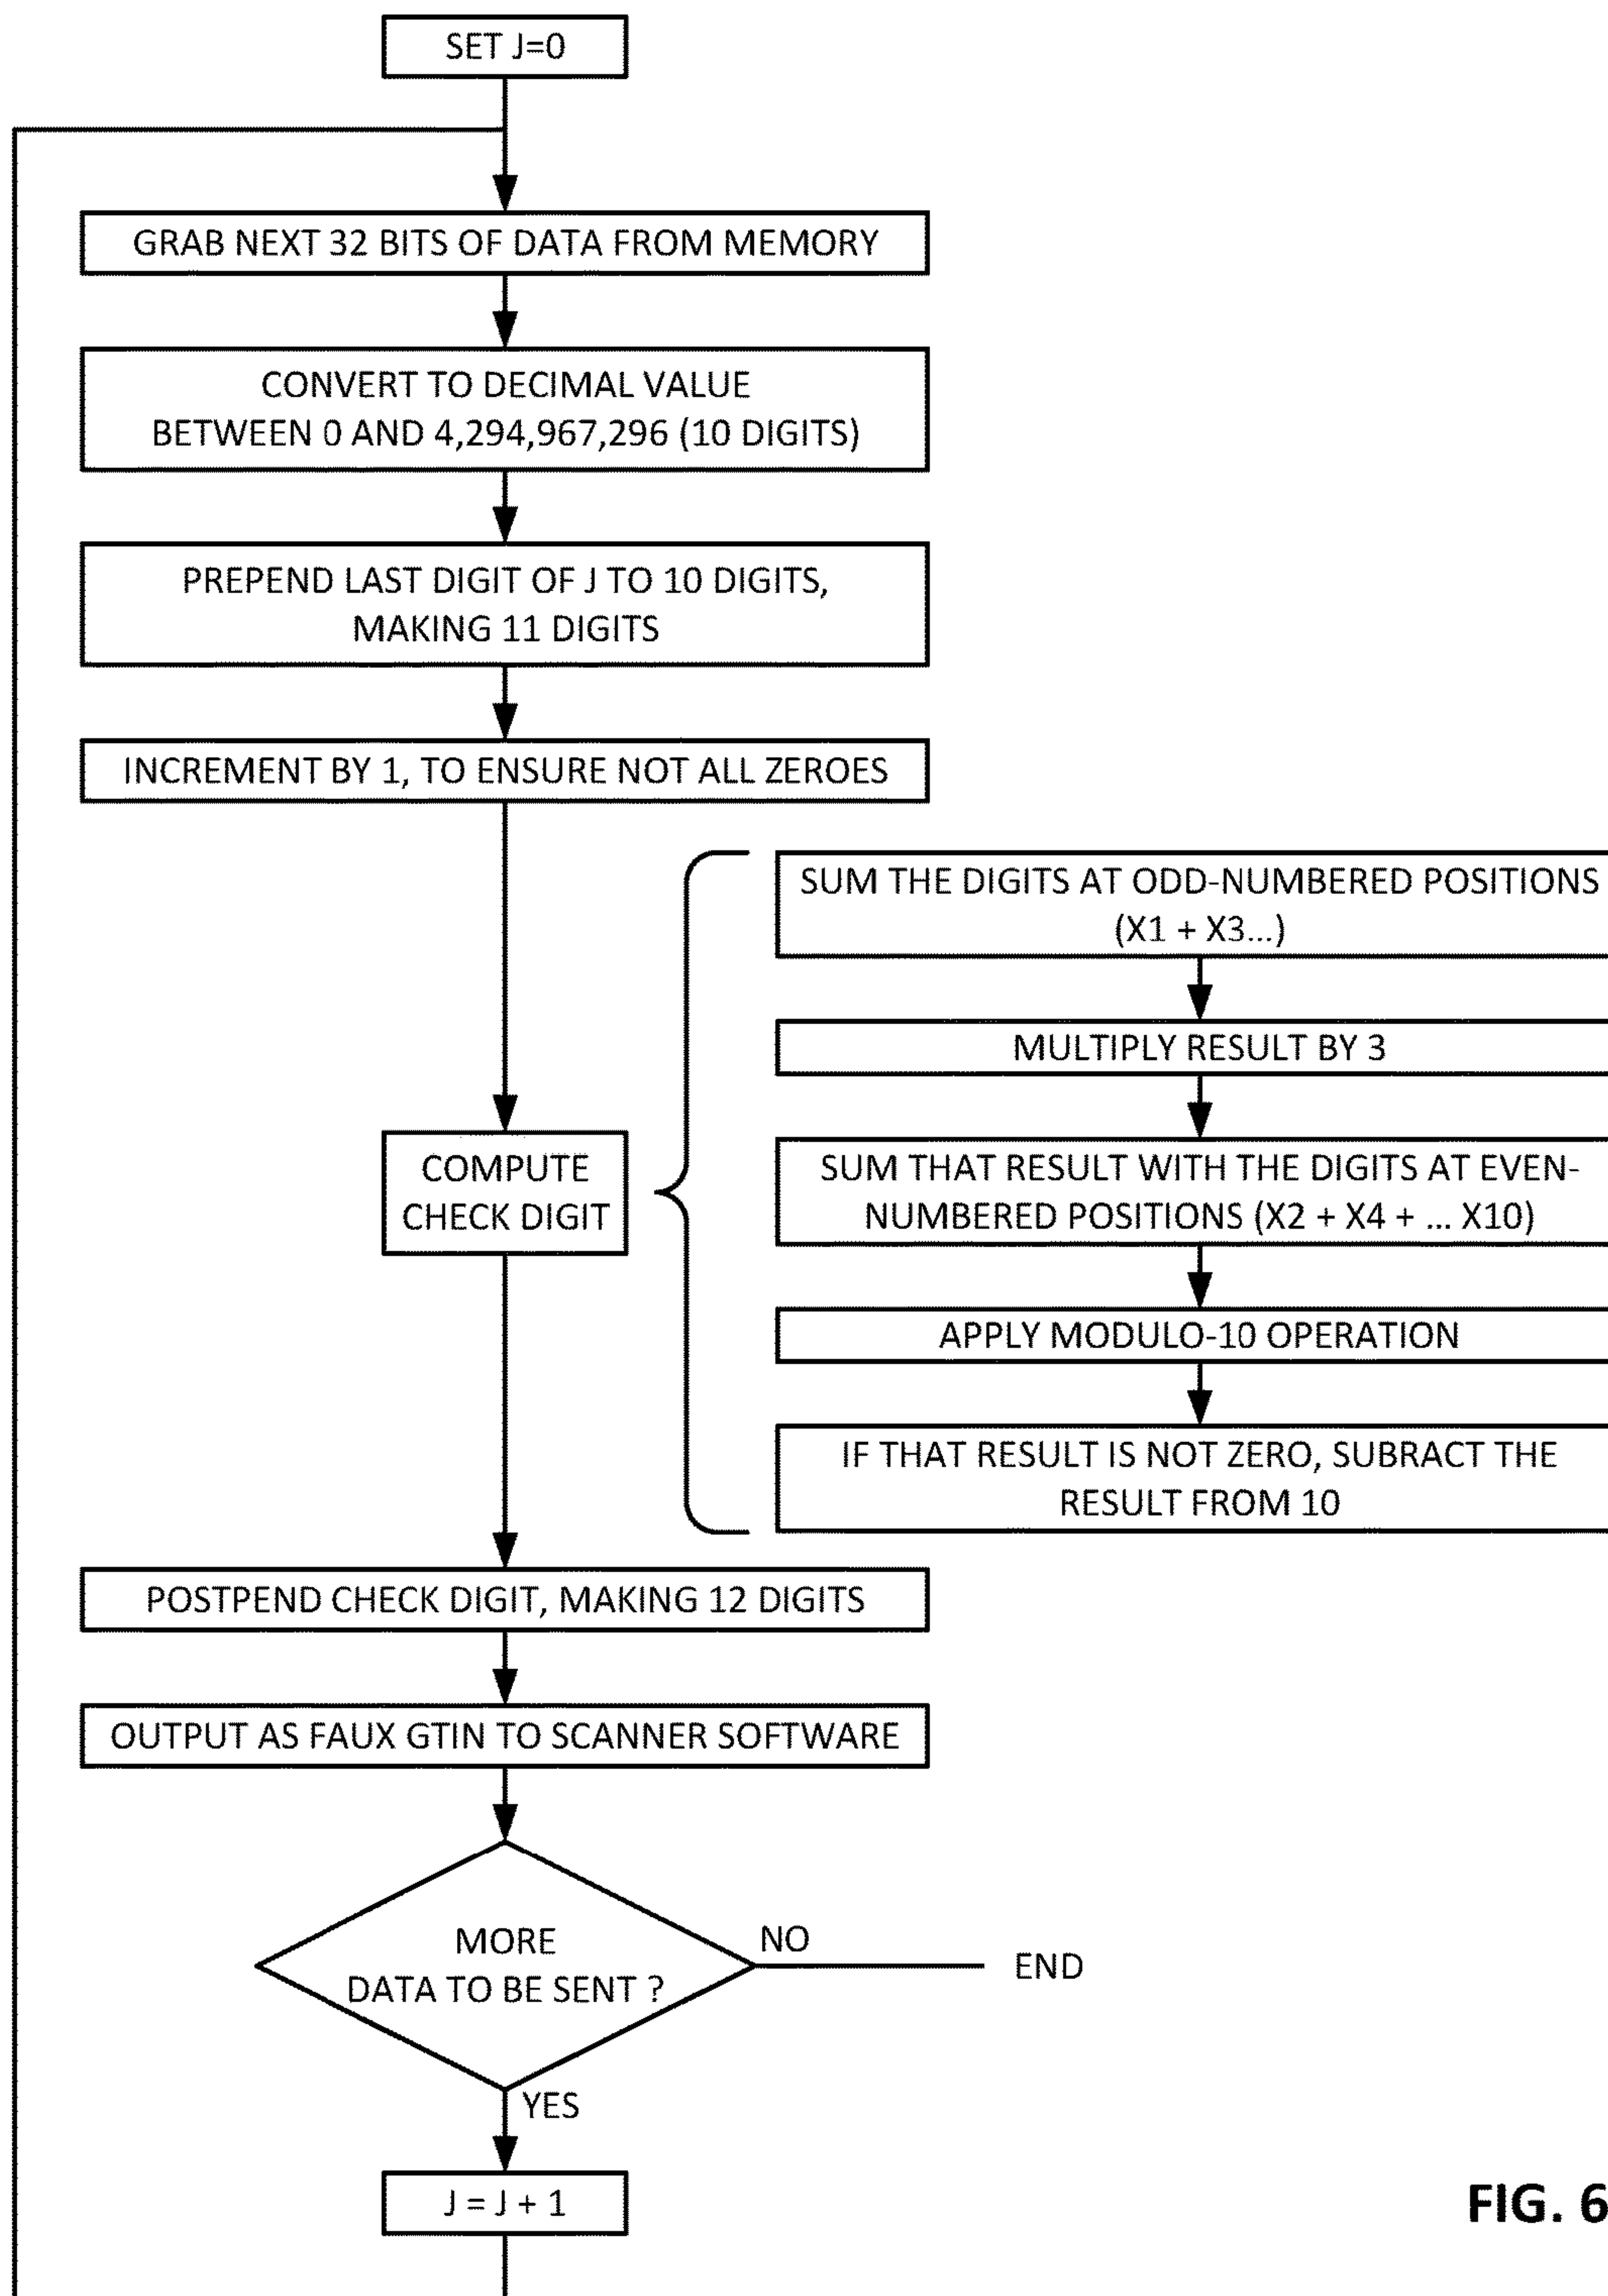 SET J=0
GRAB NEXT 32 BITS OF DATA FROM MEMORY
CONVERT TO DECIMAL VALUE
BETWEEN 0 AND 4,294,967,296 (10 DIGITS)
PREPEND LAST DIGIT OF J TO 10 DIGITS,
MAKING 11 DIGITS
INCREMENT BY 1, TO ENSURE NOT ALL ZEROES
COMPUTE
CHECK DIGIT
SUM THE DIGITS AT ODD-NUMBERED POSITIONS
(X1 + X3...)
MULTIPLY RESULT BY 3
SUM THAT RESULT WITH THE DIGITS AT EVEN-
NUMBERED POSITIONS (X2 + X4 + ... X10)
APPLY MODULO-10 OPERATION
IF THAT RESULT IS NOT ZERO, SUBRACT THE
RESULT FROM 10
POSTPEND CHECK DIGIT, MAKING 12 DIGITS
OUTPUT AS FAUX GTIN TO SCANNER SOFTWARE
MORE
DATA TO BE SENT ?
NO
END
YES
J = J + 1
FIG. 6